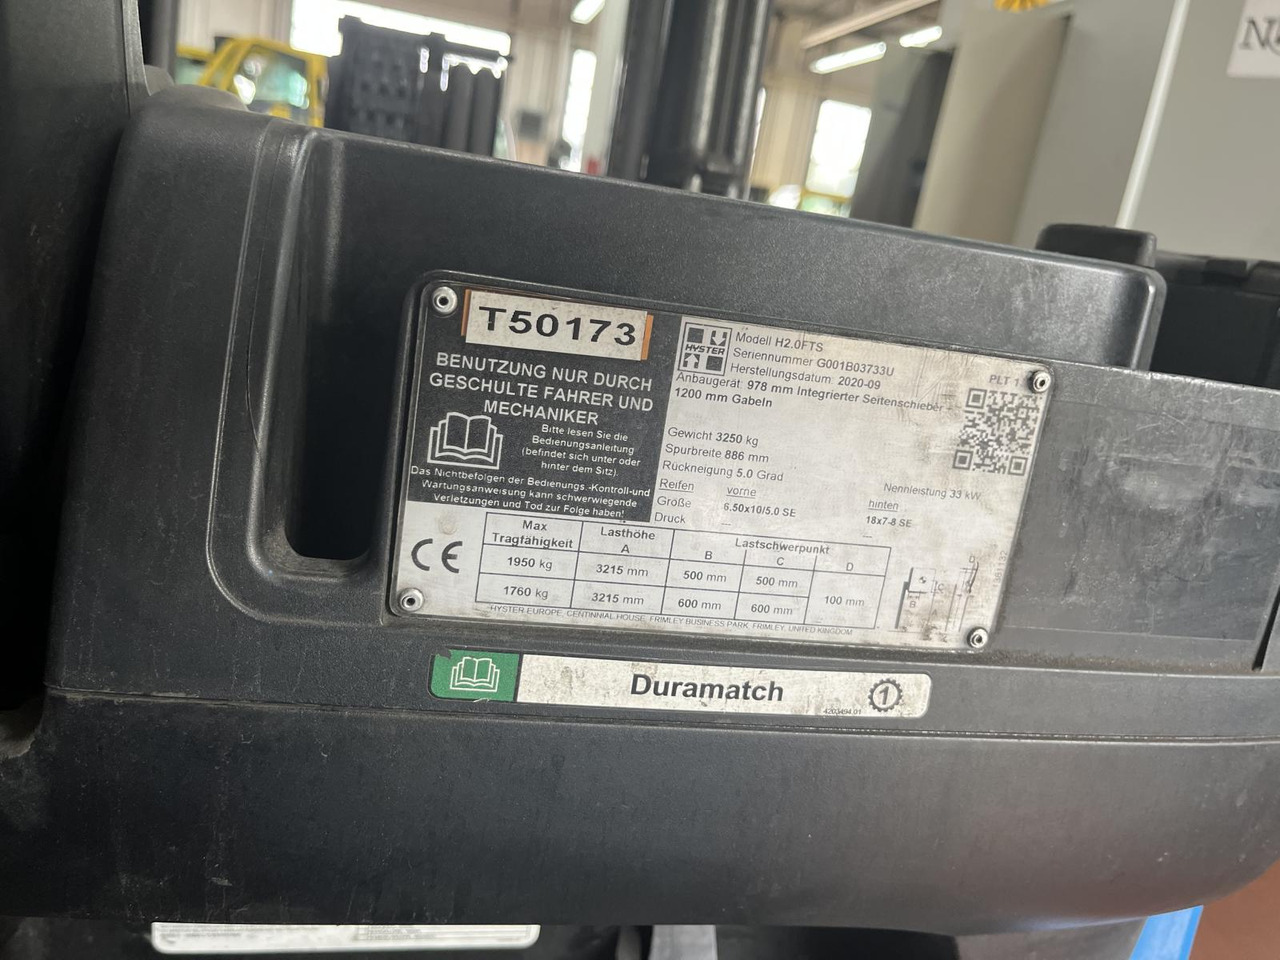 T50173
BENUTZUNG NUR DURCH
GESCHULTE FAHRER UND
MECHANIKER
Bitte lesen Sie die
Bedienungsanleitung
(befindet sich unter oder
hinter dem Sitz)
Das Nichtbefolgen der Bedienungs.-Kontroll-und
Wartungsanweisung kann schwerwiegende
Verletzungen und Tod zur Folge haben!
HYSTER
Modell H2.0FTS
Seriennummer G001B03733U
Herstellungsdatum: 2020-09
Anbaugerät: 978 mm Integrierter Seitenschieber -
1200 mm Gabeln
PLT 1
Gewicht 3250 kg
Spurbreite 886 mm
Rückneigung 5.0 Grad
Nennleistung 33 kW
Reifen vorne hinten
Größe 6.50x10/5.0 SE 18x7-8 SE
Druck --- ---
CE
Max Tragfähigkeit Lasthöhe A Lastschwerpunkt B C D
1950 kg 3215 mm 500 mm 500 mm 100 mm
1760 kg 3215 mm 600 mm 600 mm
HYSTER EUROPE, CENTINNIAL HOUSE, FRIMLEY BUSINESS PARK, FRIMLEY, UNITED KINGDOM
Duramatch
4203494.01
1